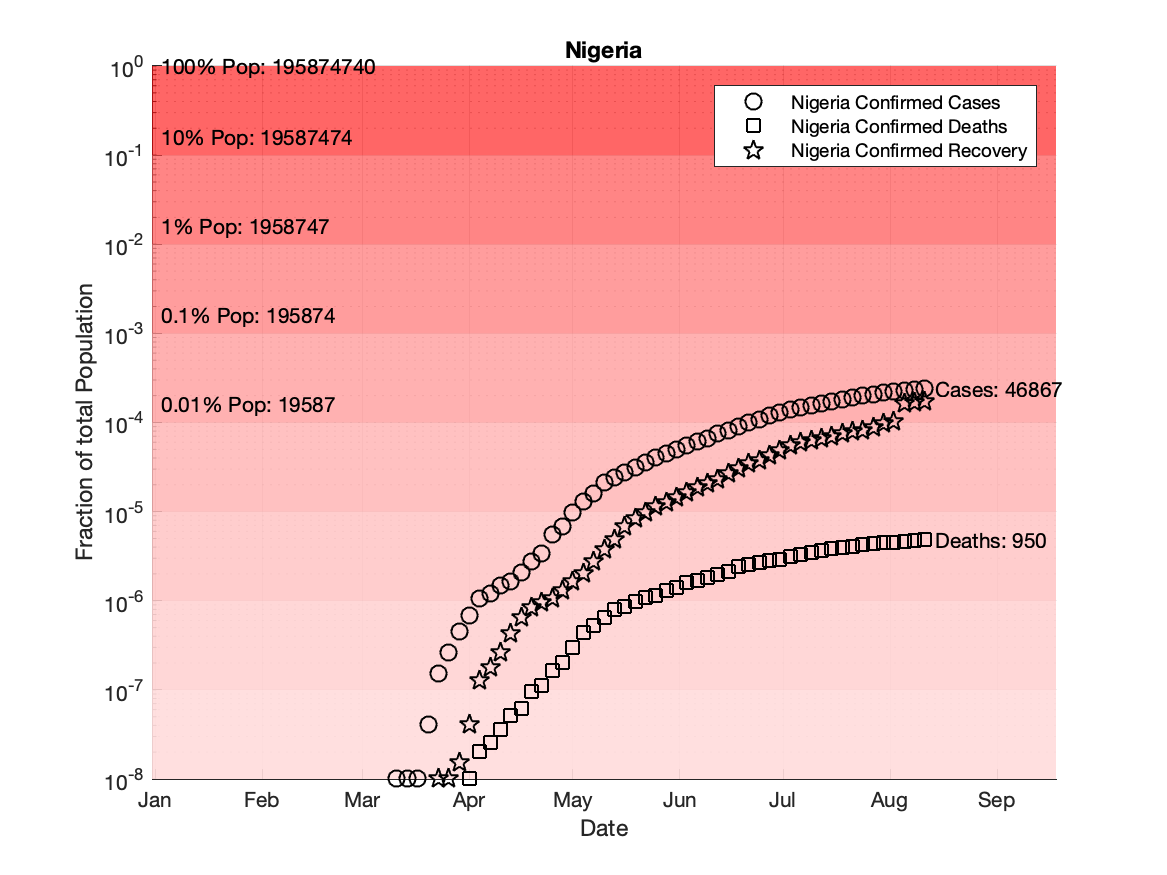 Nigeria
10^0
100% Pop: 195874740
Nigeria Confirmed Cases
Nigeria Confirmed Deaths
Nigeria Confirmed Recovery
10% Pop: 19587474
10^-1
1% Pop: 1958747
10^-2
0.1% Pop: 195874
10^-3
0.01% Pop: 19587
10^-4
Cases: 46867
10^-5
Deaths: 950
10^-6
10^-7
10^-8
Fraction of total Population
Jan Feb Mar Apr May Jun Jul Aug Sep
Date